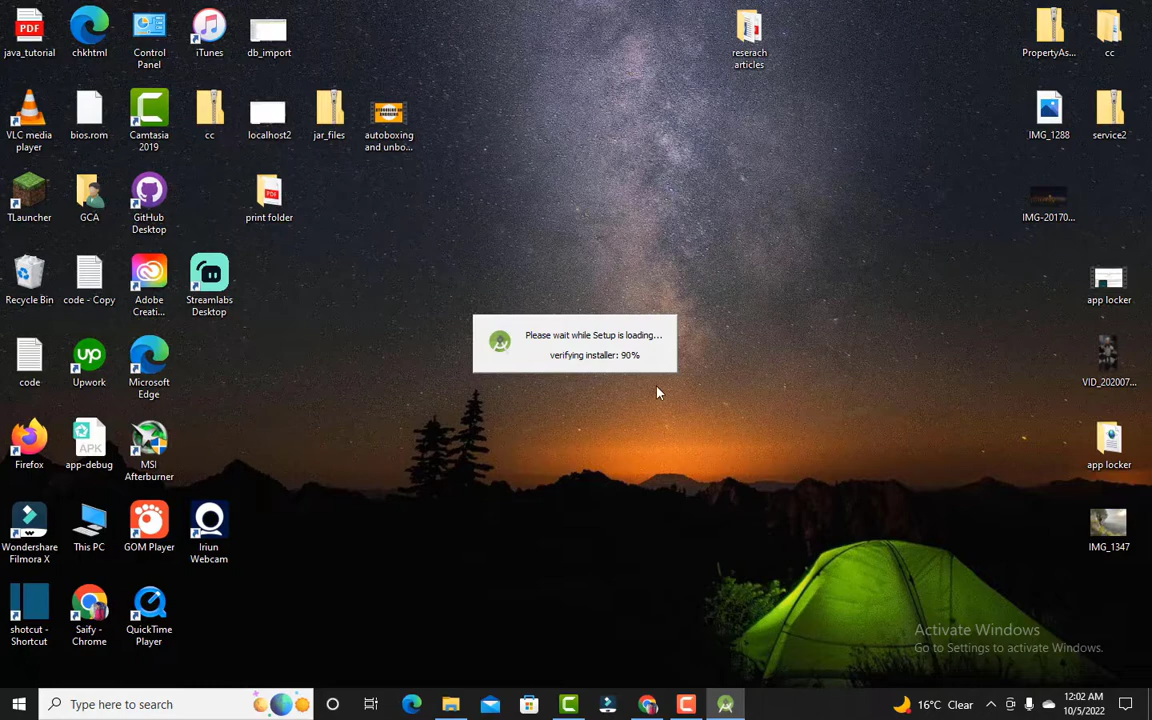 java_tutorial
chkhtml
Control
Panel
iTunes
db_import
reserach
articles
PropertyAs...
cc
VLC media
player
bios.rom
Camtasia
2019
cc
localhost2
jar_files
autoboxing
and unbo...
IMG_1288
service2
TLauncher
GCA
GitHub
Desktop
print folder
IMG-20170...
Recycle Bin
code - Copy
Adobe
Creati...
Streamlabs
Desktop
app locker
Please wait while Setup is loading...
verifying installer: 90%
code
Upwork
Microsoft
Edge
VID_202007...
Firefox
app-debug
MSI
Afterburner
app locker
Wondershare
Filmora X
This PC
GOM Player
Iriun
Webcam
IMG_1347
shotcut -
Shortcut
Saify -
Chrome
QuickTime
Player
Activate Windows
Go to Settings to activate Windows.
Type here to search
16°C Clear
12:02 AM
10/5/2022
PDF
PDF
APK
up